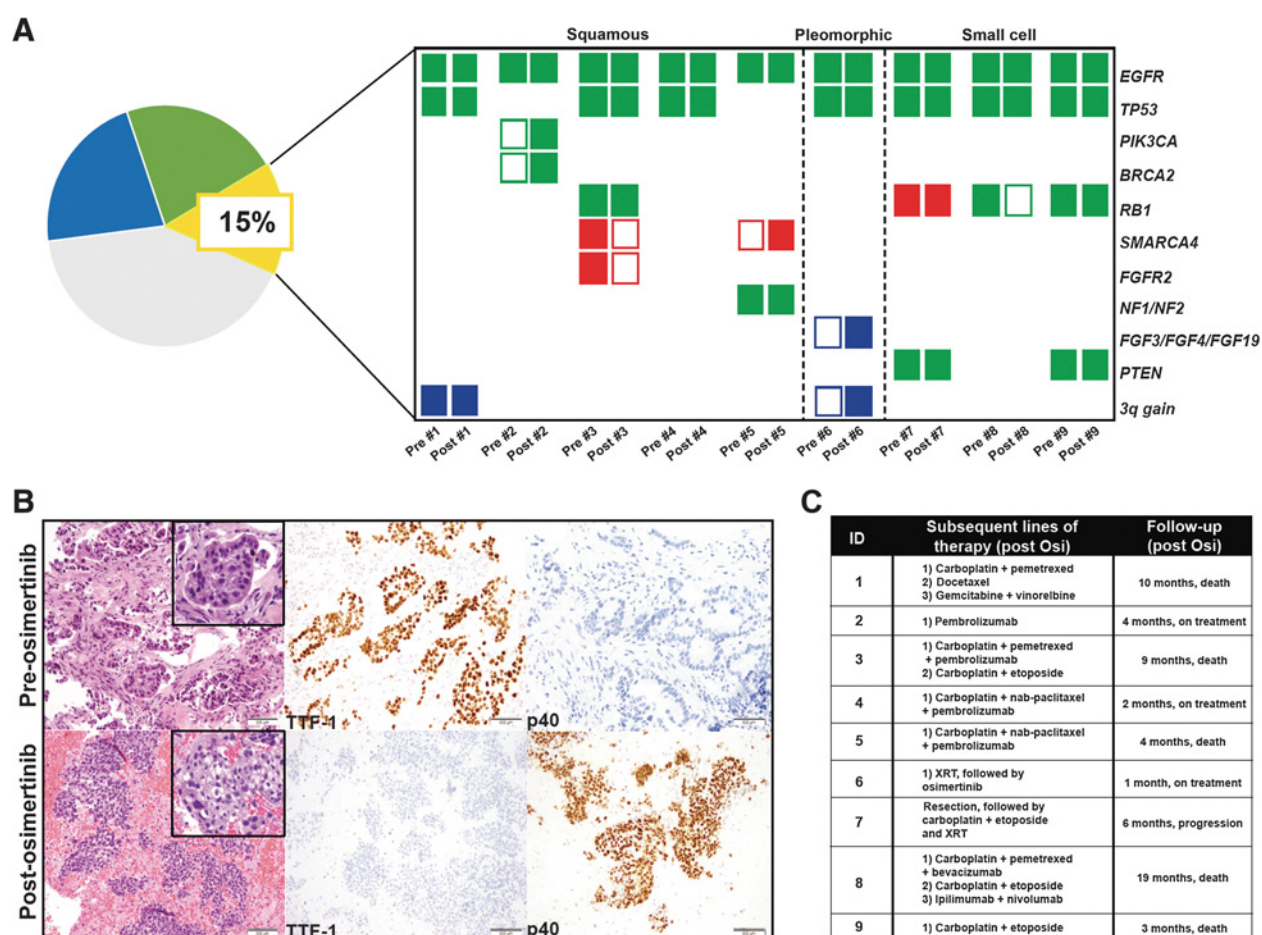 A
Squamous
Pleomorphic
Small cell
15%
EGFR
TP53
PIK3CA
BRCA2
RB1
SMARCA4
FGFR2
NF1/NF2
FGF3/FGF4/FGF19
PTEN
3q gain
Pre #1
Post #1
Pre #2
Post #2
Pre #3
Post #3
Pre #4
Post #4
Pre #5
Post #5
Pre #6
Post #6
Pre #7
Post #7
Pre #8
Post #8
Pre #9
Post #9
B
Pre-osimertinib
TTF-1
p40
Post-osimertinib
TTF-1
p40
C
ID
Subsequent lines of
therapy (post Osi)
Follow-up
(post Osi)
1
1) Carboplatin + pemetrexed
2) Docetaxel
3) Gemcitabine + vinorelbine
10 months, death
2
1) Pembrolizumab
4 months, on treatment
3
1) Carboplatin + pemetrexed
+ pembrolizumab
2) Carboplatin + etoposide
9 months, death
4
1) Carboplatin + nab-paclitaxel
+ pembrolizumab
2 months, on treatment
5
1) Carboplatin + nab-paclitaxel
+ pembrolizumab
4 months, death
6
1) XRT, followed by
osimertinib
1 month, on treatment
7
Resection, followed by
carboplatin + etoposide
and XRT
6 months, progression
8
1) Carboplatin + pemetrexed
+ bevacizumab
2) Carboplatin + etoposide
3) Ipilimumab + nivolumab
19 months, death
9
1) Carboplatin + etoposide
3 months, death